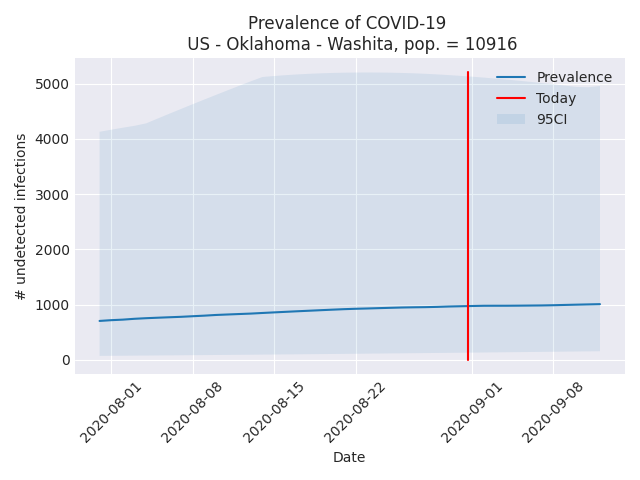 Prevalence of COVID-19
US - Oklahoma - Washita, pop. = 10916
# undetected infections
5000
4000
3000
2000
1000
0
Prevalence
Today
95CI
2020-08-01
2020-08-08
2020-08-15
2020-08-22
2020-09-01
2020-09-08
Date